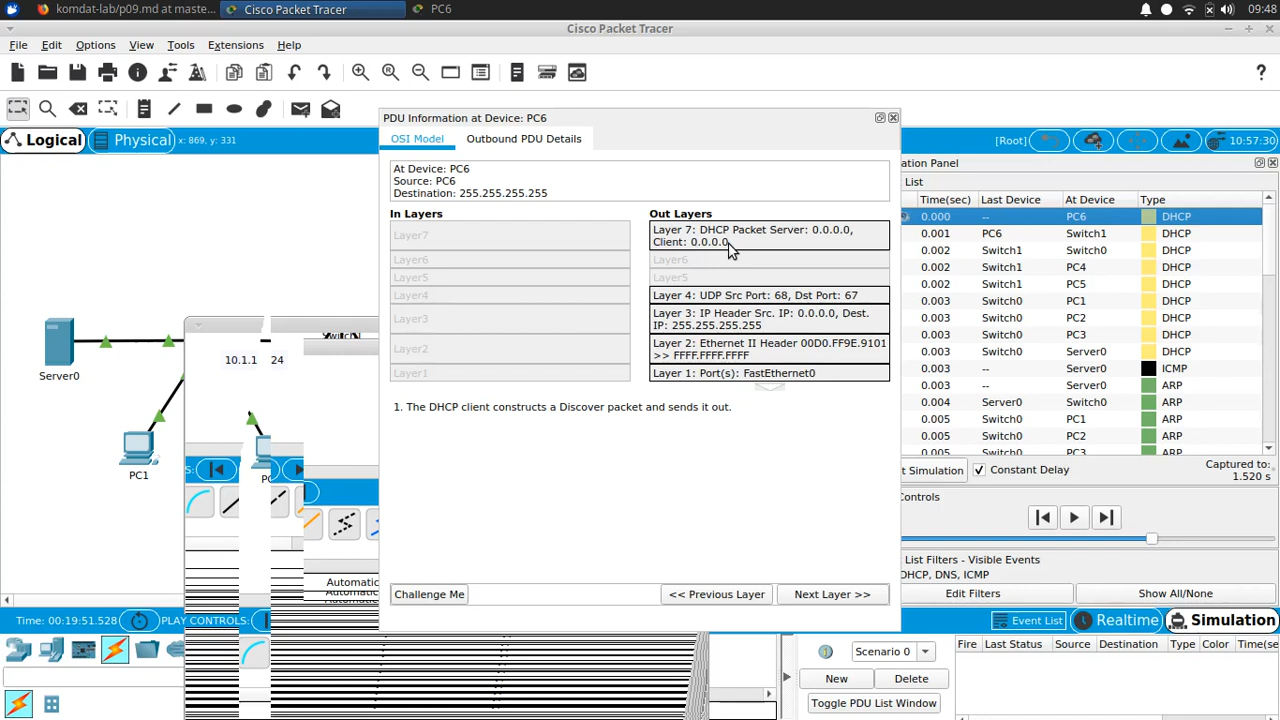 komdat-lab/p09.md at maste...
Cisco Packet Tracer
PC6
09:48
Cisco Packet Tracer
File Edit Options View Tools Extensions Help
Logical Physical x: 869, y: 331
[Root] 10:57:30
PDU Information at Device: PC6
OSI Model Outbound PDU Details
At Device: PC6
Source: PC6
Destination: 255.255.255.255
In Layers
Layer7
Layer6
Layer5
Layer4
Layer3
Layer2
Layer1
Out Layers
Layer 7: DHCP Packet Server: 0.0.0.0,
Client: 0.0.0.0
Layer6
Layer5
Layer 4: UDP Src Port: 68, Dst Port: 67
Layer 3: IP Header Src. IP: 0.0.0.0, Dest.
IP: 255.255.255.255
Layer 2: Ethernet II Header 00D0.FF9E.9101
>> FFFF.FFFF.FFFF
Layer 1: Port(s): FastEthernet0
1. The DHCP client constructs a Discover packet and sends it out.
Challenge Me << Previous Layer Next Layer >>
Server0
PC1
10.1.1 24
Switch1
Automatic
Automatic
Automatic
ation Panel
List
Time(sec) Last Device At Device Type
0.000 -- PC6 DHCP
0.001 PC6 Switch1 DHCP
0.002 Switch1 Switch0 DHCP
0.002 Switch1 PC4 DHCP
0.002 Switch1 PC5 DHCP
0.003 Switch0 PC1 DHCP
0.003 Switch0 PC2 DHCP
0.003 Switch0 PC3 DHCP
0.003 Switch0 Server0 DHCP
0.003 -- Server0 ICMP
0.003 -- Server0 ARP
0.004 Server0 Switch0 ARP
0.005 Switch0 PC1 ARP
0.005 Switch0 PC2 ARP
0.005 Switch0 PC3 ARP
t Simulation Constant Delay Captured to:
1.520 s
Controls
List Filters - Visible Events
DHCP, DNS, ICMP
Edit Filters Show All/None
Time: 00:19:51.528 PLAY CONTROLS:
Event List Realtime Simulation
Scenario 0
New Delete
Toggle PDU List Window
Fire Last Status Source Destination Type Color Time(se